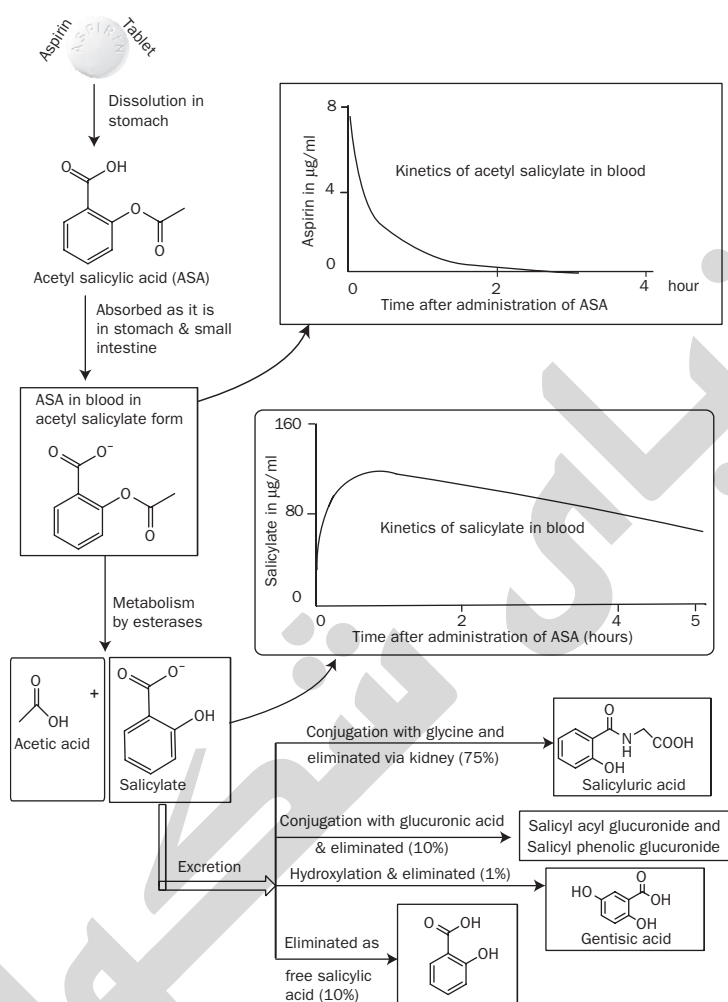 Aspirin
Tablet
ASPIRIN
Dissolution in
stomach
O
OH
O
O
Acetyl salicylic acid (ASA)
Absorbed as it is
in stomach & small
intestine
ASA in blood in
acetyl salicylate form
O
O−
O
O
Metabolism
by esterases
8
4
0
Aspirin in μg/ml
Kinetics of acetyl salicylate in blood
0
2
4
hour
Time after administration of ASA
160
80
0
Salicylate in μg/ml
Kinetics of salicylate in blood
0
2
4
5
Time after administration of ASA (hours)
O
OH
Acetic acid
+
O
O−
OH
Salicylate
Excretion
Conjugation with glycine and
eliminated via kidney (75%)
O
N
H
COOH
OH
Salicyluric acid
Conjugation with glucuronic acid
& eliminated (10%)
Salicyl acyl glucuronide and
Salicyl phenolic glucuronide
Hydroxylation & eliminated (1%)
O
HO
OH
OH
Gentisic acid
Eliminated as
free salicylic
acid (10%)
O
OH
OH